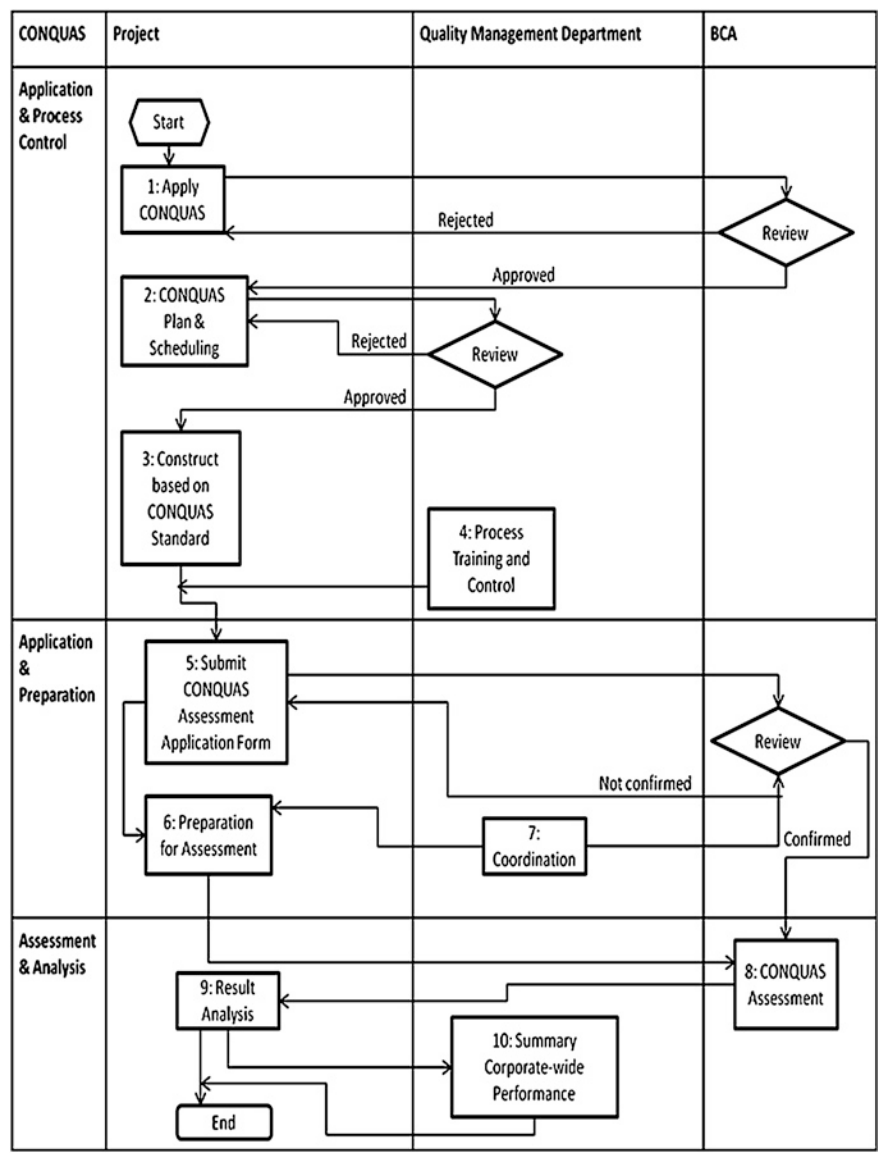 CONQUAS
Project
Quality Management Department
BCA
Application
& Process
Control
Start
1: Apply
CONQUAS
Rejected
Review
Approved
2: CONQUAS
Plan &
Scheduling
Rejected
Review
Approved
3: Construct
based on
CONQUAS
Standard
4: Process
Training and
Control
Application
&
Preparation
5: Submit
CONQUAS
Assessment
Application Form
Review
Not confirmed
6: Preparation
for Assessment
7:
Coordination
Confirmed
Assessment
& Analysis
8: CONQUAS
Assessment
9: Result
Analysis
10: Summary
Corporate-wide
Performance
End